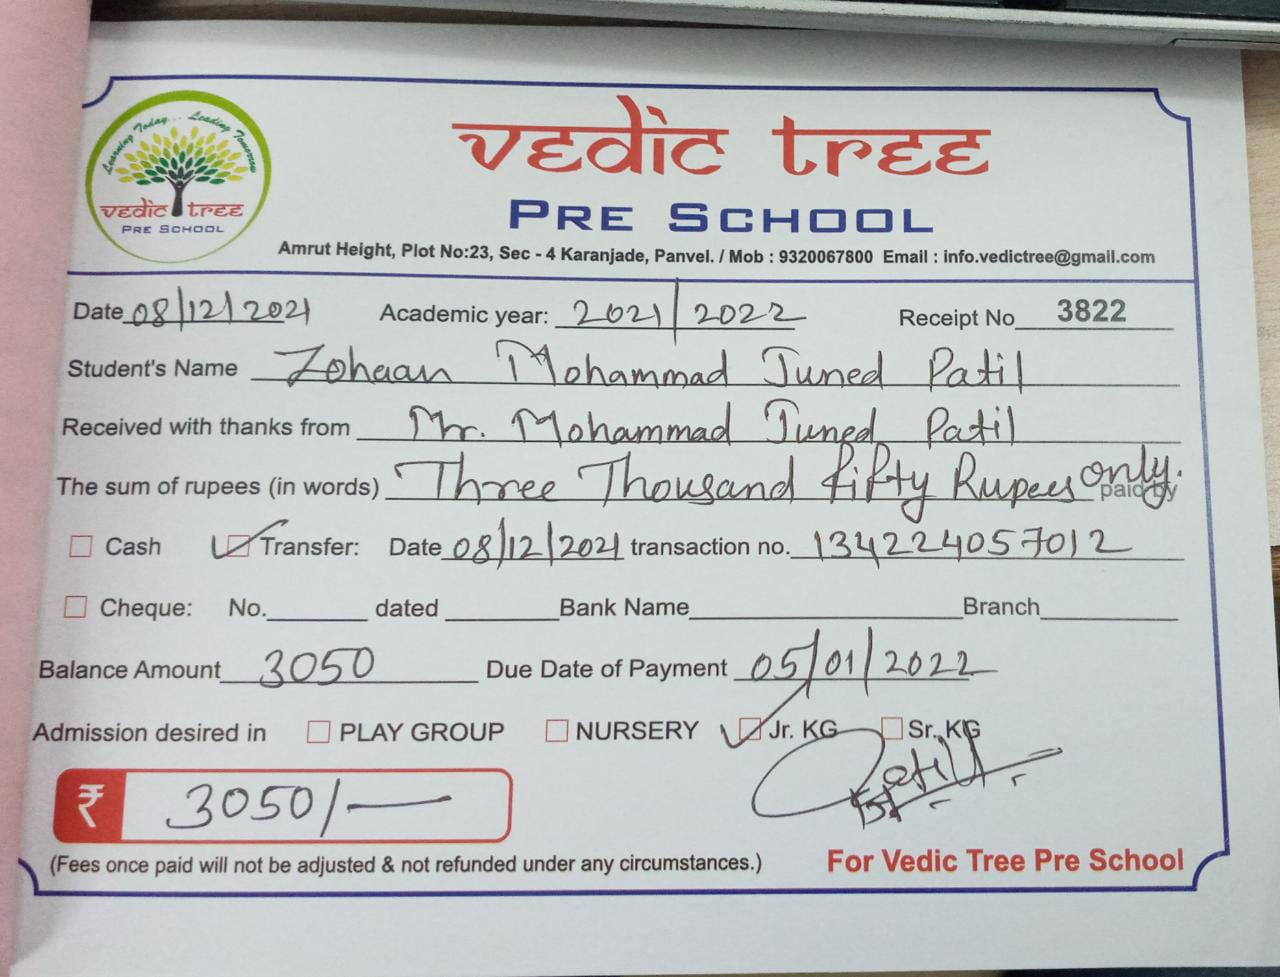 Learning Today... Leading Tomorrow
vedic tree
PRE SCHOOL
vedic tree
PRE SCHOOL
Amrut Height, Plot No:23, Sec - 4 Karanjade, Panvel. / Mob : 9320067800 Email : info.vedictree@gmail.com
Date 08/12/2021 Academic year: 2021/2022 Receipt No 3822
Student's Name Zohaan Mohammad Juned Patil
Received with thanks from Mr. Mohammad Juned Patil
The sum of rupees (in words) Three Thousand fifty Rupees only. paid by
Cash Transfer: Date 08/12/2021 transaction no. 134224057012
Cheque: No. dated Bank Name Branch
Balance Amount 3050 Due Date of Payment 05/01/2022
Admission desired in PLAY GROUP NURSERY Jr. KG Sr. KG
₹ 3050/-
Patil
(Fees once paid will not be adjusted & not refunded under any circumstances.) For Vedic Tree Pre School